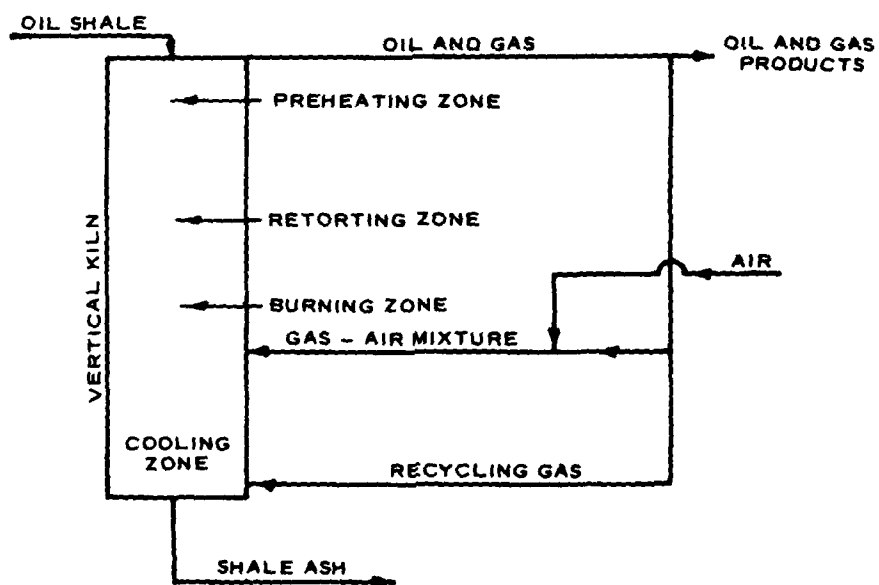 OIL SHALE
OIL AND GAS
OIL AND GAS
PRODUCTS
PREHEATING ZONE
RETORTING ZONE
VERTICAL KILN
AIR
BURNING ZONE
GAS – AIR MIXTURE
COOLING
ZONE
RECYCLING GAS
SHALE ASH